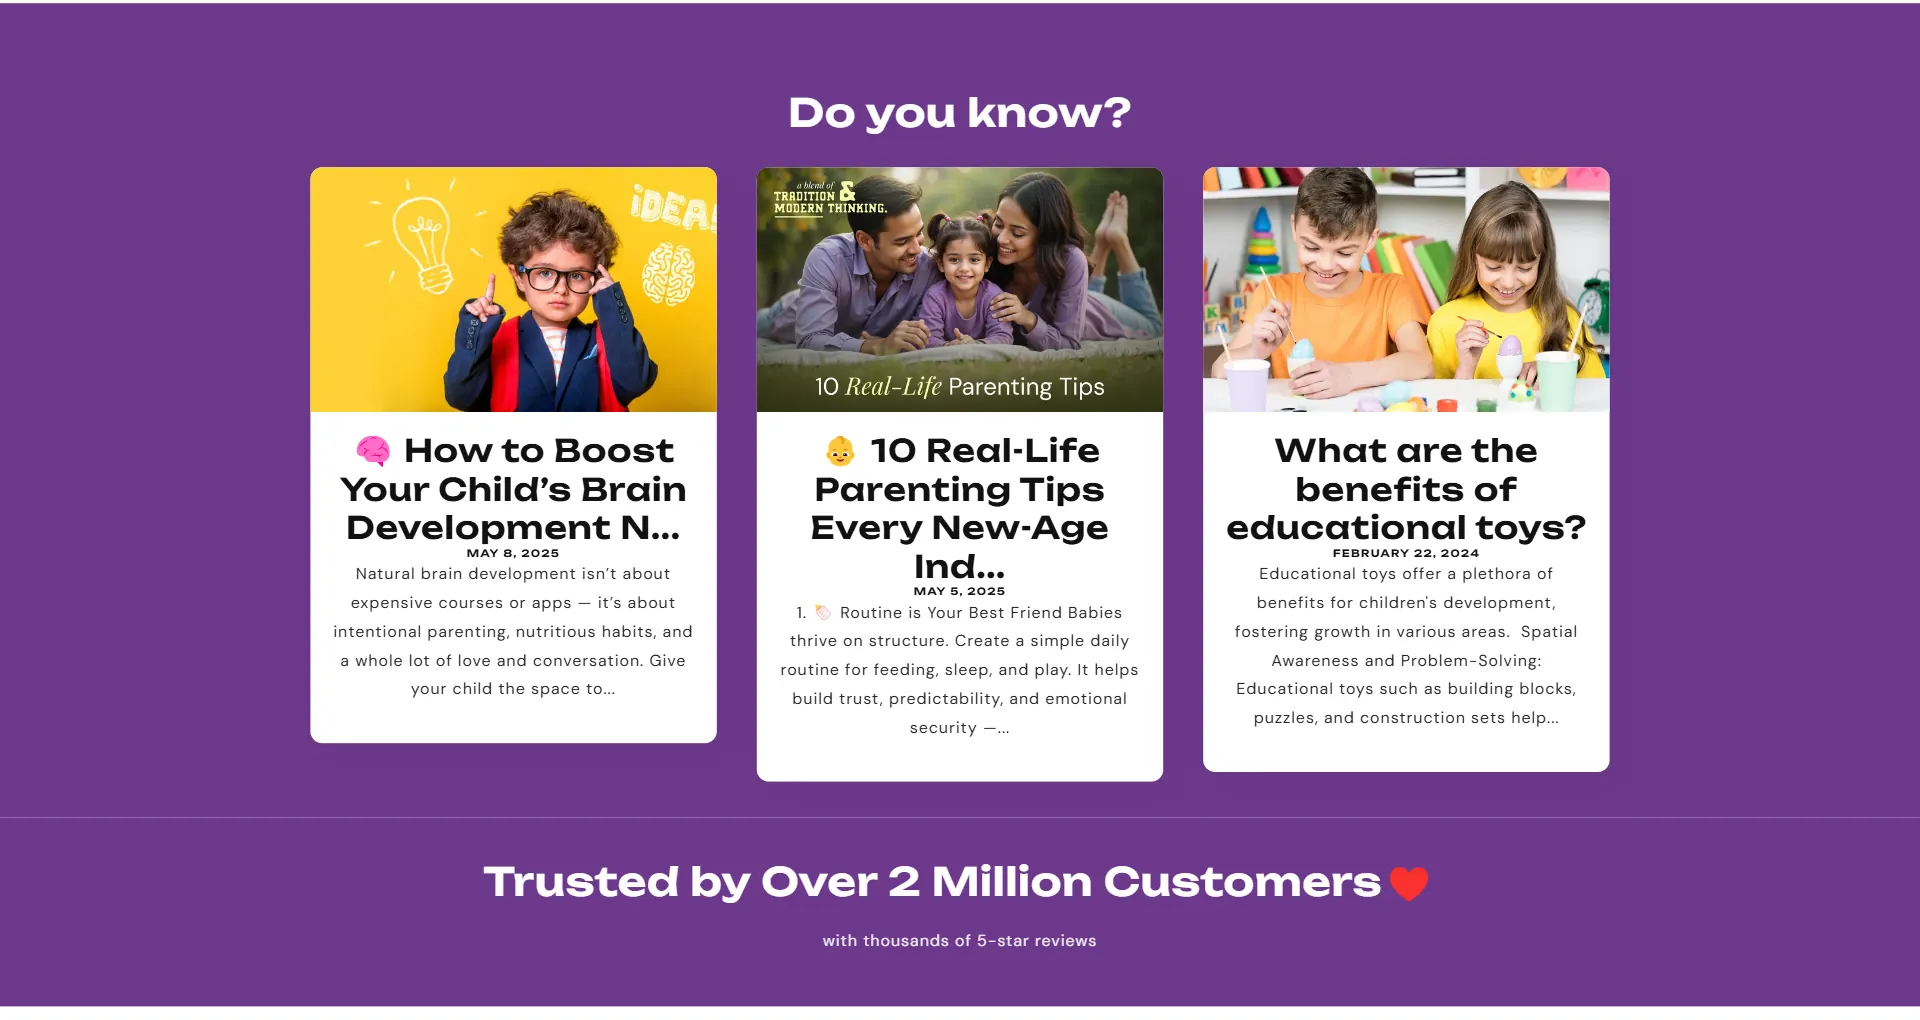 Do you know?
iDEA!
a blend of
TRADITION &
MODERN THINKING.
10 Real-Life Parenting Tips
🧠 How to Boost
Your Child’s Brain
Development N...
MAY 8, 2025
Natural brain development isn’t about
expensive courses or apps — it’s about
intentional parenting, nutritious habits, and
a whole lot of love and conversation. Give
your child the space to...
👶 10 Real-Life
Parenting Tips
Every New-Age
Ind...
MAY 5, 2025
1. 🍼 Routine is Your Best Friend Babies
thrive on structure. Create a simple daily
routine for feeding, sleep, and play. It helps
build trust, predictability, and emotional
security —...
What are the
benefits of
educational toys?
FEBRUARY 22, 2024
Educational toys offer a plethora of
benefits for children's development,
fostering growth in various areas.  Spatial
Awareness and Problem-Solving:
Educational toys such as building blocks,
puzzles, and construction sets help...
Trusted by Over 2 Million Customers ❤️
with thousands of 5-star reviews